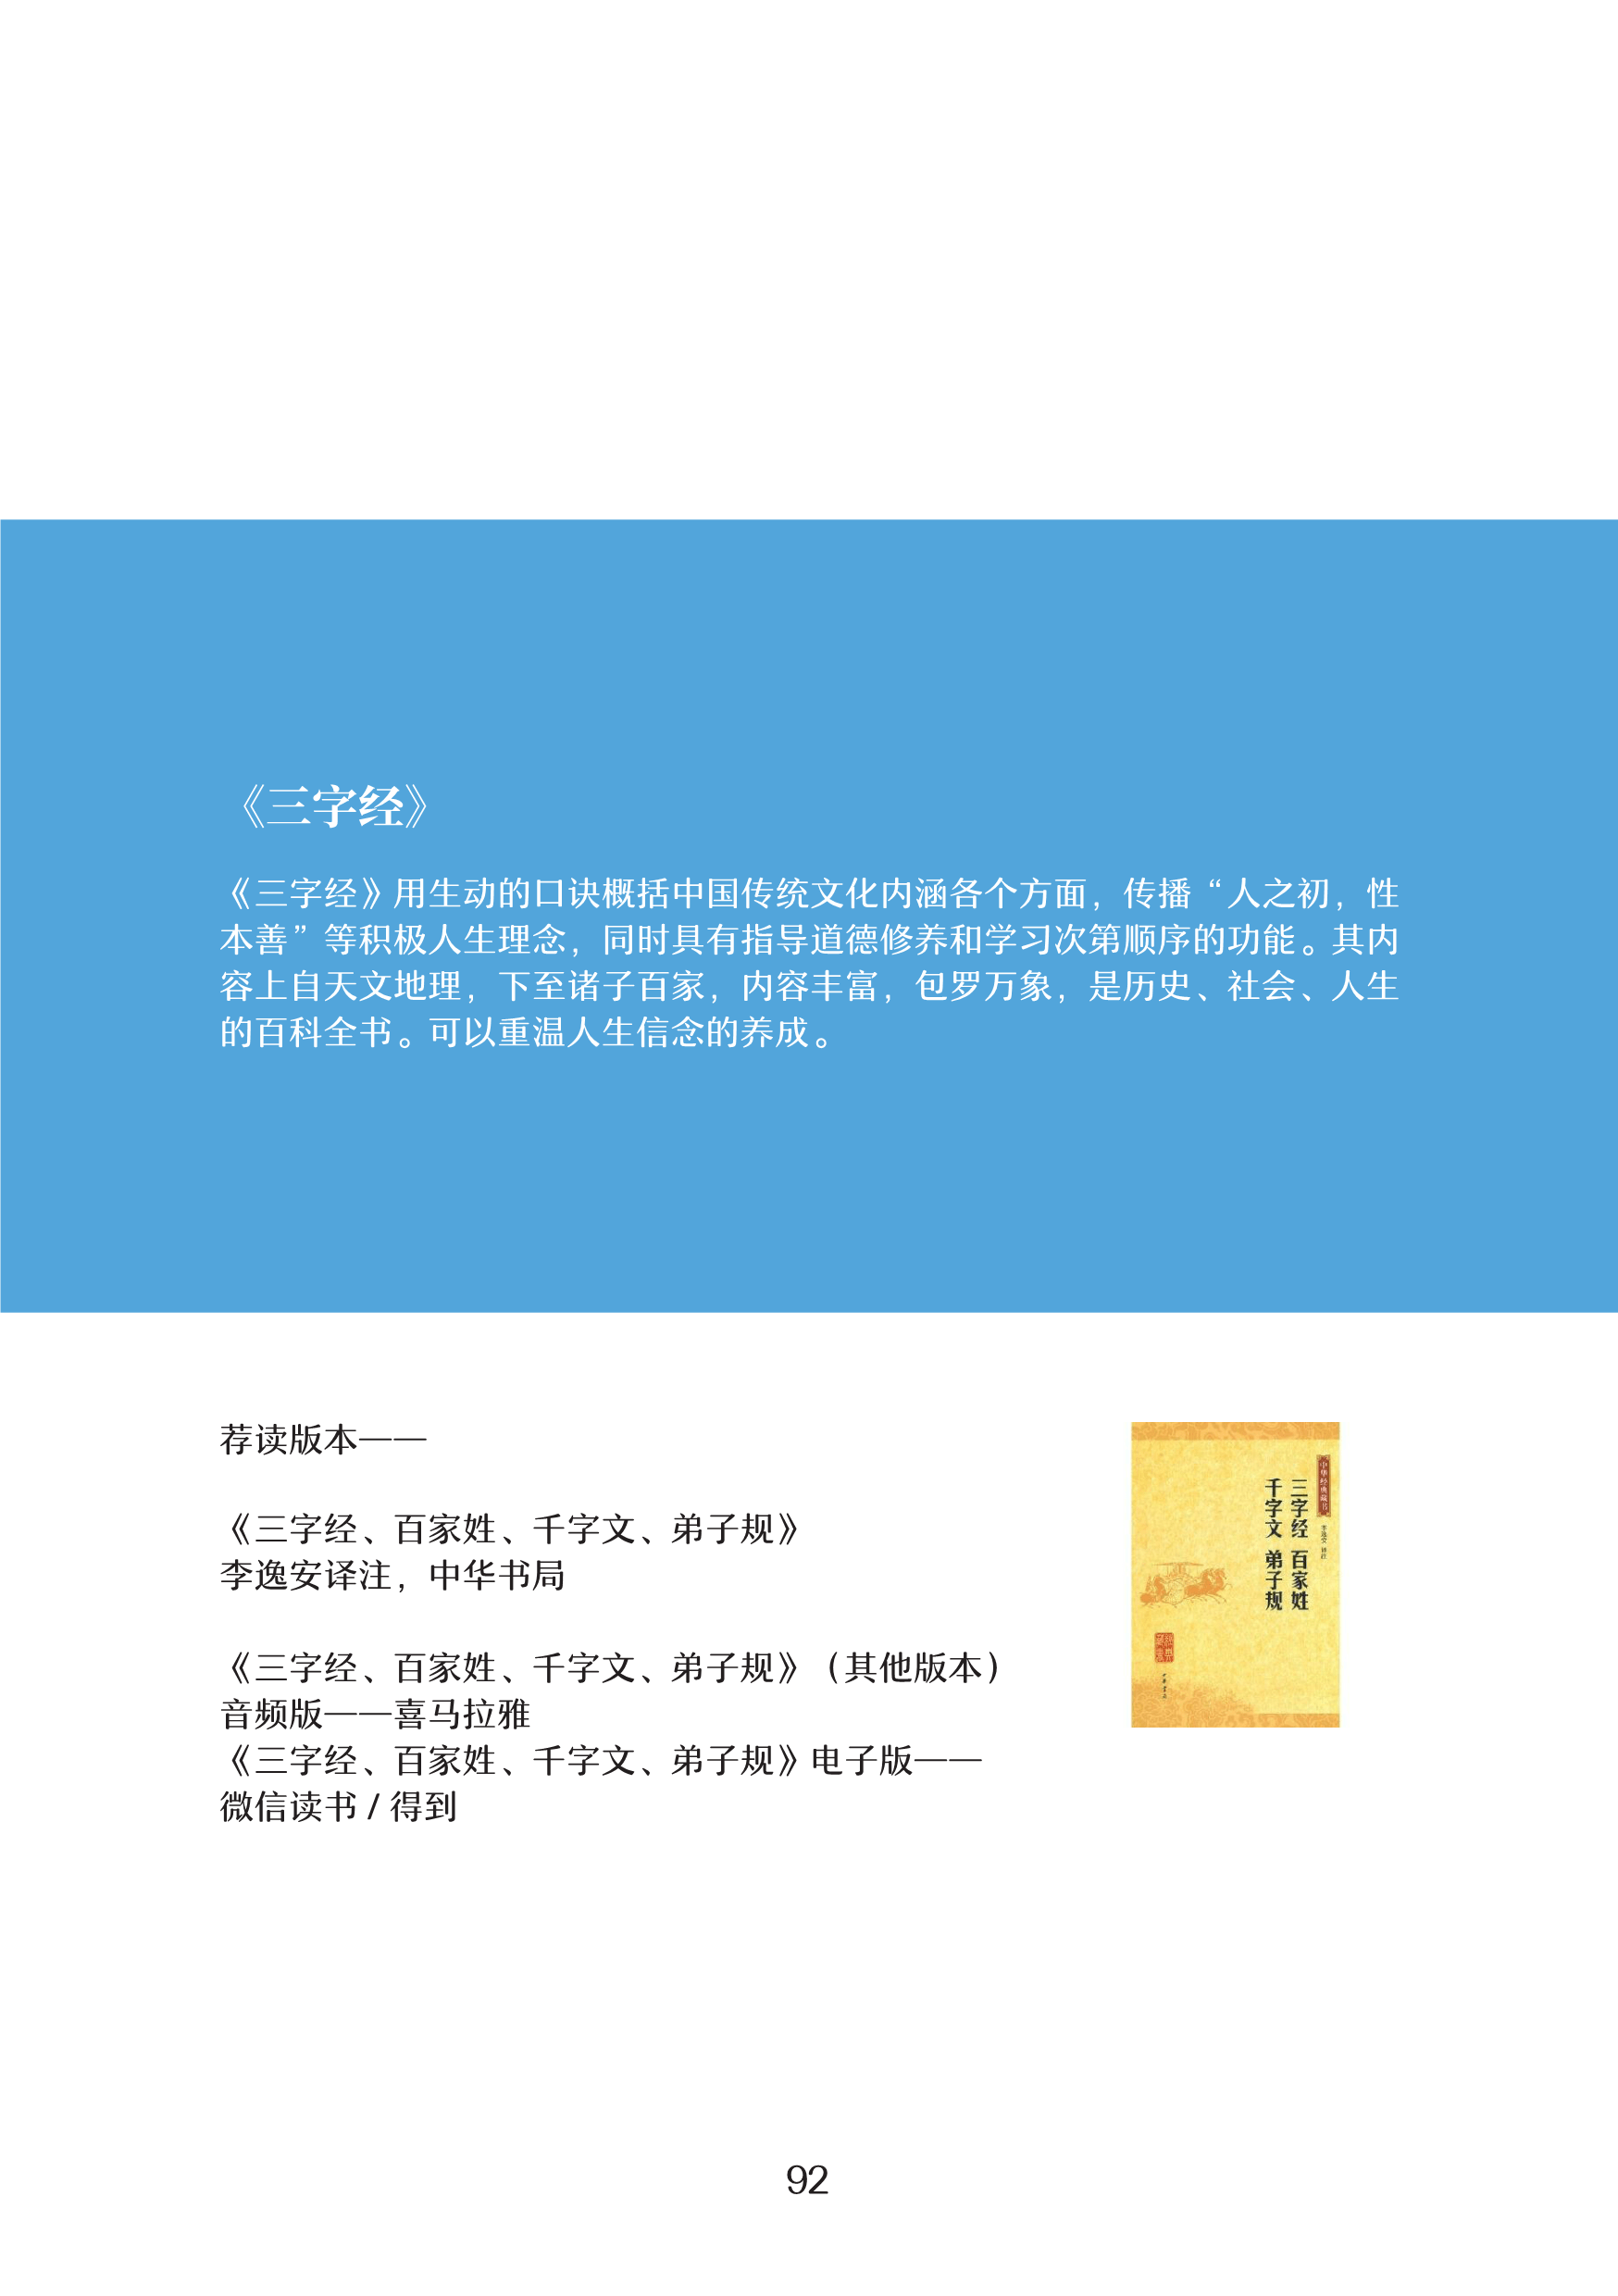 《三字经》
《三字经》用生动的口诀概括中国传统文化内涵各个方面，传播“人之初，性
本善”等积极人生理念，同时具有指导道德修养和学习次第顺序的功能。其内
容上自天文地理，下至诸子百家，内容丰富，包罗万象，是历史、社会、人生
的百科全书。可以重温人生信念的养成。
荐读版本——
《三字经、百家姓、千字文、弟子规》
李逸安译注，中华书局
《三字经、百家姓、千字文、弟子规》（其他版本）
音频版——喜马拉雅
《三字经、百家姓、千字文、弟子规》电子版——
微信读书 / 得到
中华经典藏书
李逸安 译注
三字经 百家姓
千字文 弟子规
中华书局
92